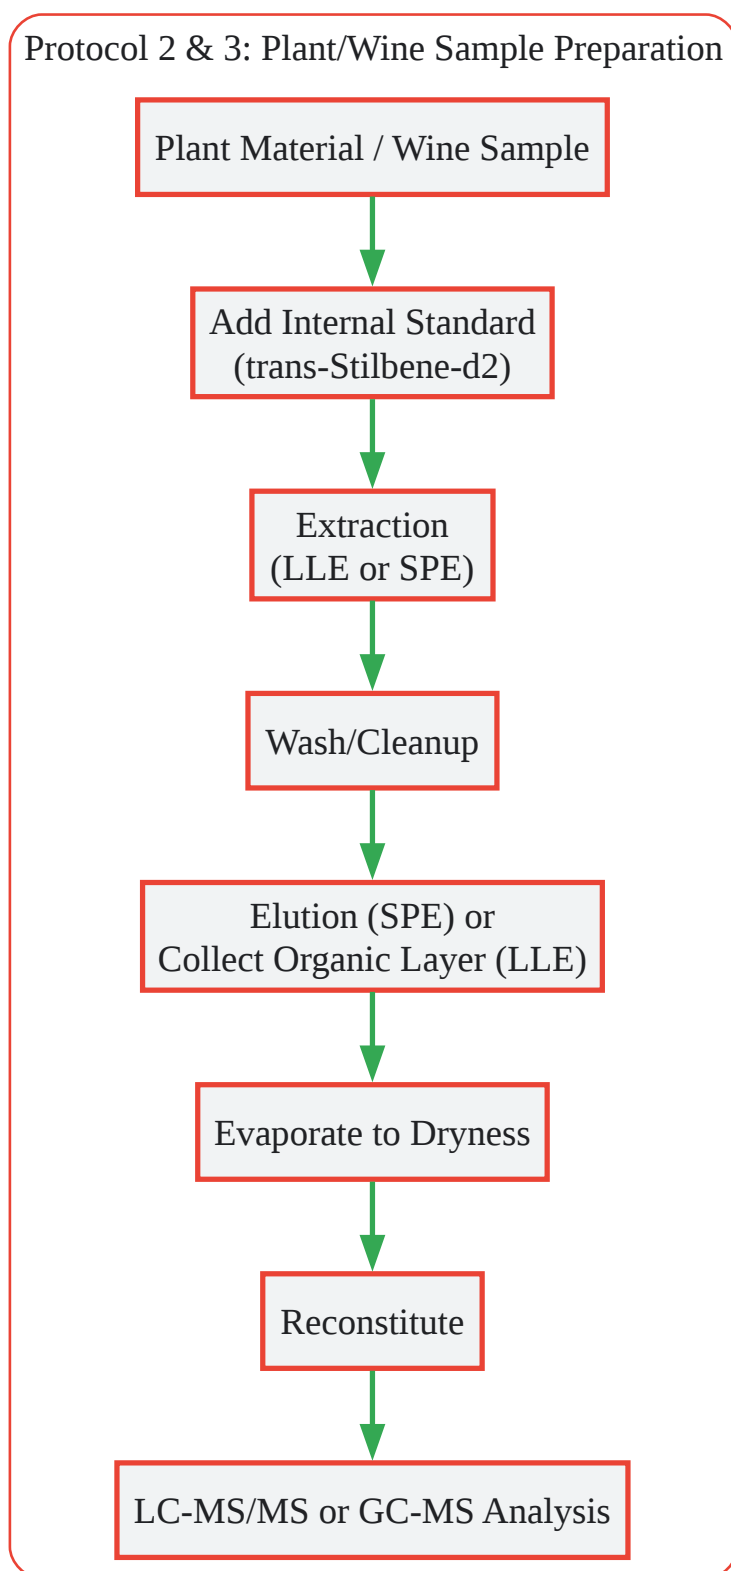 Protocol 2 & 3: Plant/Wine Sample Preparation
Plant Material / Wine Sample
Add Internal Standard
(trans-Stilbene-d2)
Extraction
(LLE or SPE)
Wash/Cleanup
Elution (SPE) or
Collect Organic Layer (LLE)
Evaporate to Dryness
Reconstitute
LC-MS/MS or GC-MS Analysis